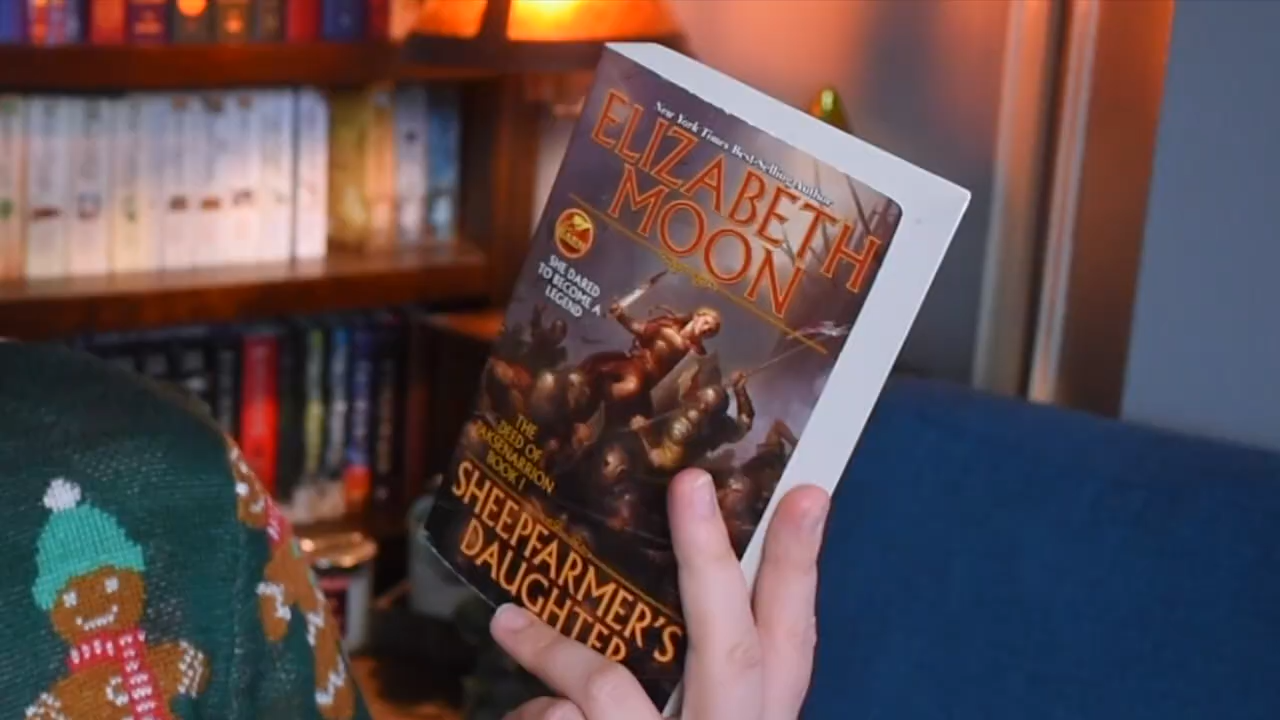 New York Times Best-Selling Author
ELIZABETH
MOON
SHE DARED
TO BECOME A
LEGEND
THE
DEED OF
PAKSENARRION
BOOK I
SHEEPFARMER'S
DAUGHTER